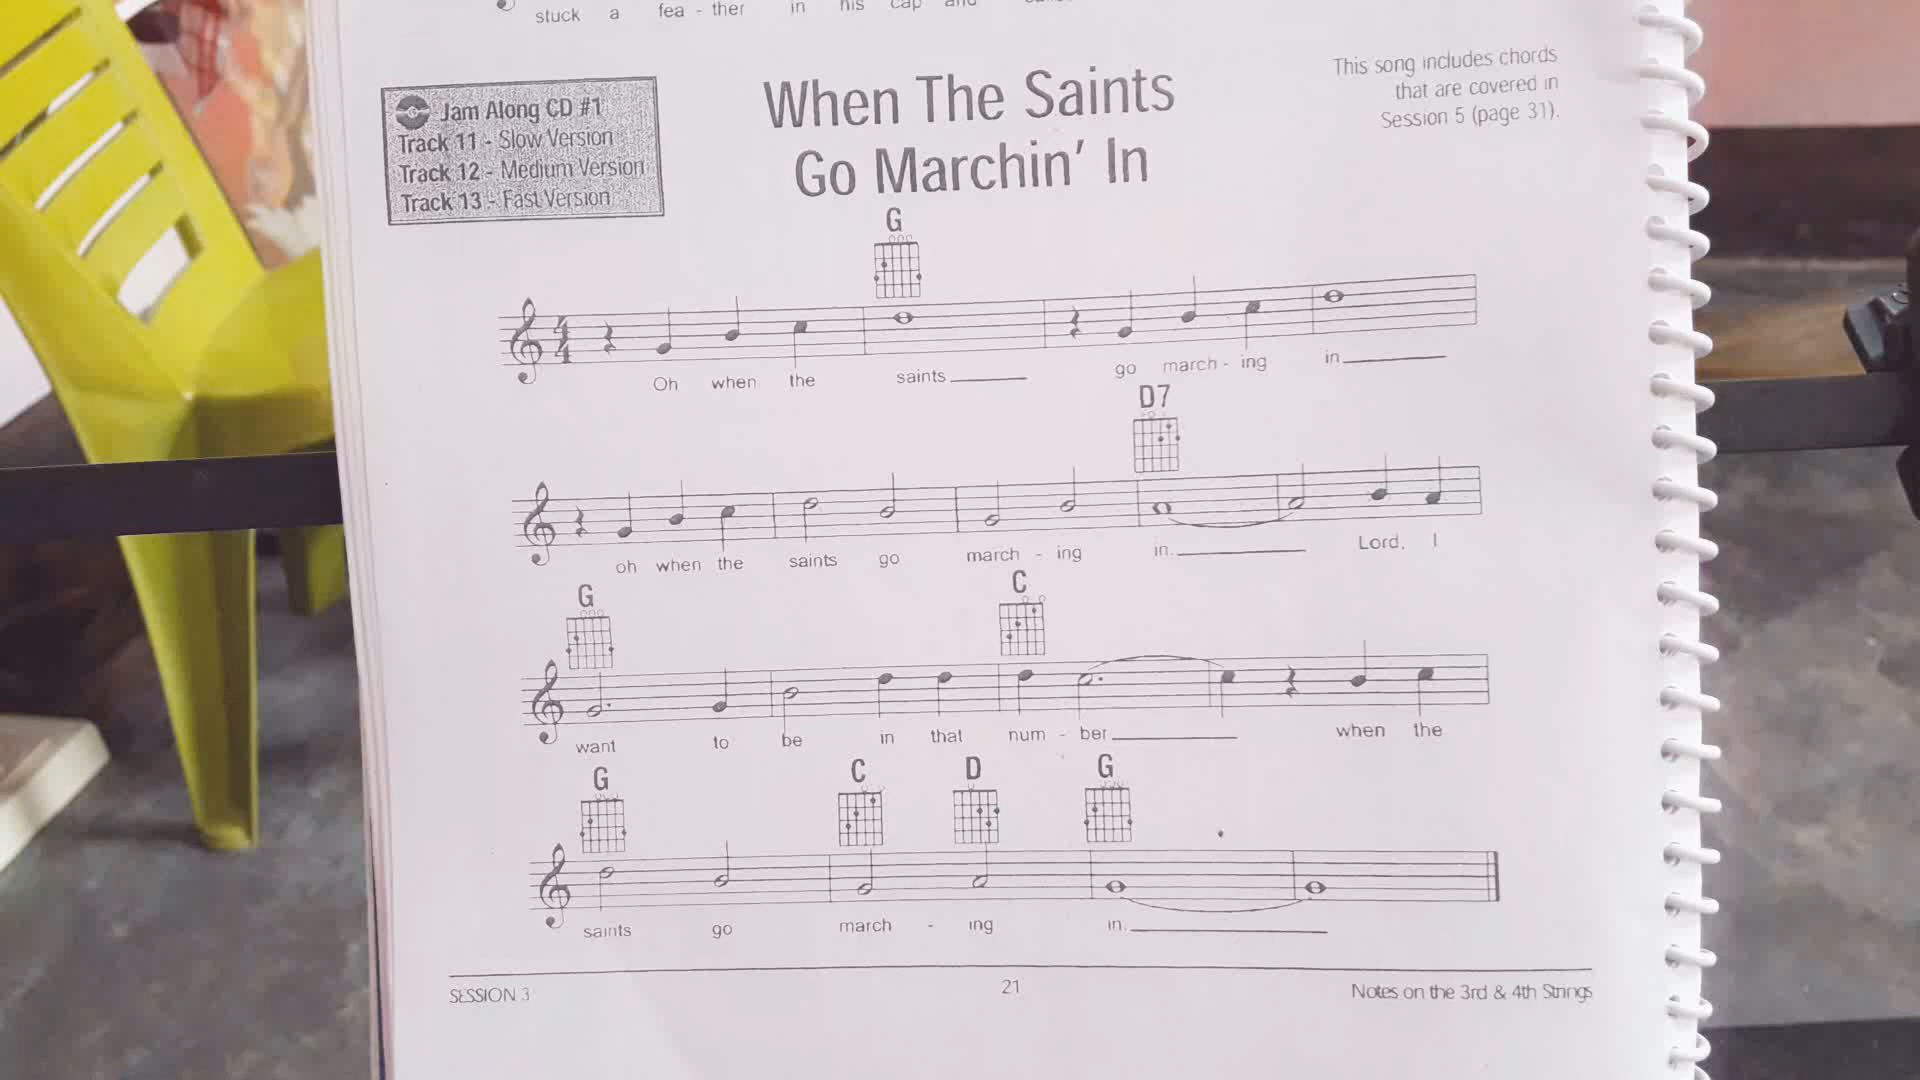 stuck a fea - ther in his cap and
Jam Along CD #1
Track 11 - Slow Version
Track 12 - Medium Version
Track 13 - Fast Version
When The Saints
Go Marchin' In
This song includes chords
that are covered in
Session 5 (page 31).
G
4
4
Oh when the saints go march - ing in
D7
oh when the saints go march - ing in. Lord, I
G C
want to be in that num - ber when the
G C D G
saints go march - ing in.
SESSION 3 21 Notes on the 3rd & 4th Strings